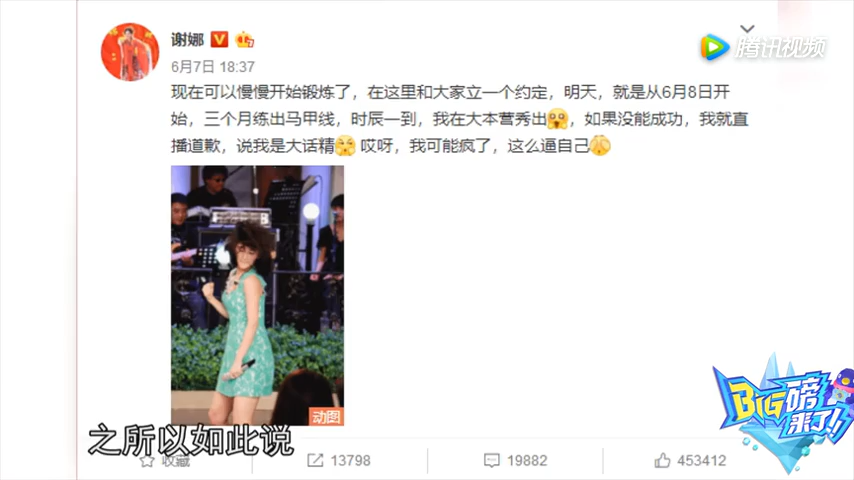 谢娜
腾讯视频
6月7日 18:37
现在可以慢慢开始锻炼了，在这里和大家立一个约定，明天，就是从6月8日开
始，三个月练出马甲线，时辰一到，我在大本营秀出，如果没能成功，我就直
播道歉，说我是大话精 哎呀，我可能疯了，这么逼自己
动图
BIG磅来了!!
之所以如此说
收藏
13798
19882
453412